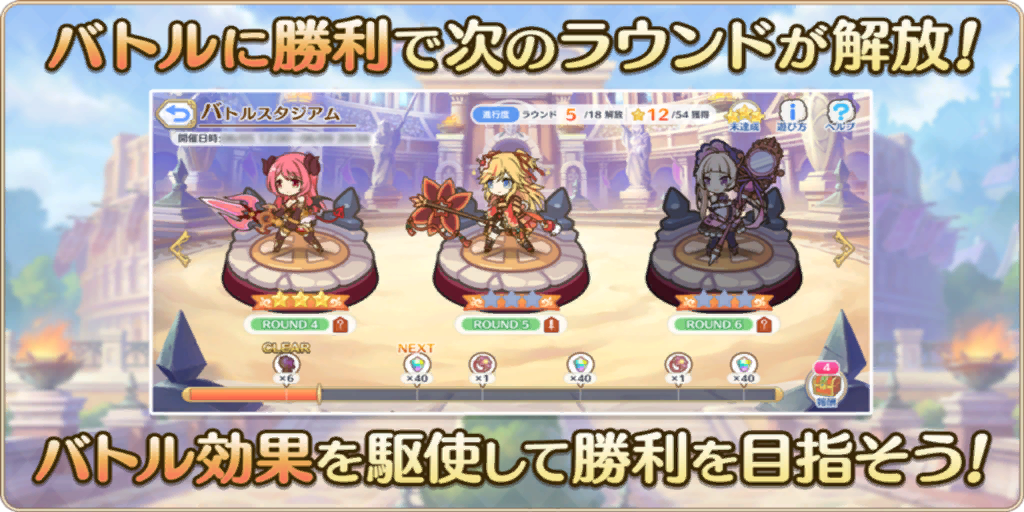 バトルに勝利で次のラウンドが解放!
バトルスタジアム
進行度 ラウンド 5 /18 解放 12/54 獲得
未達成 遊び方 ヘルプ
開催日時:
ROUND 4 ROUND 5 ROUND 6
CLEAR NEXT
×6 ×40 ×1 ×40 ×1 ×40
4
報酬
バトル効果を駆使して勝利を目指そう!